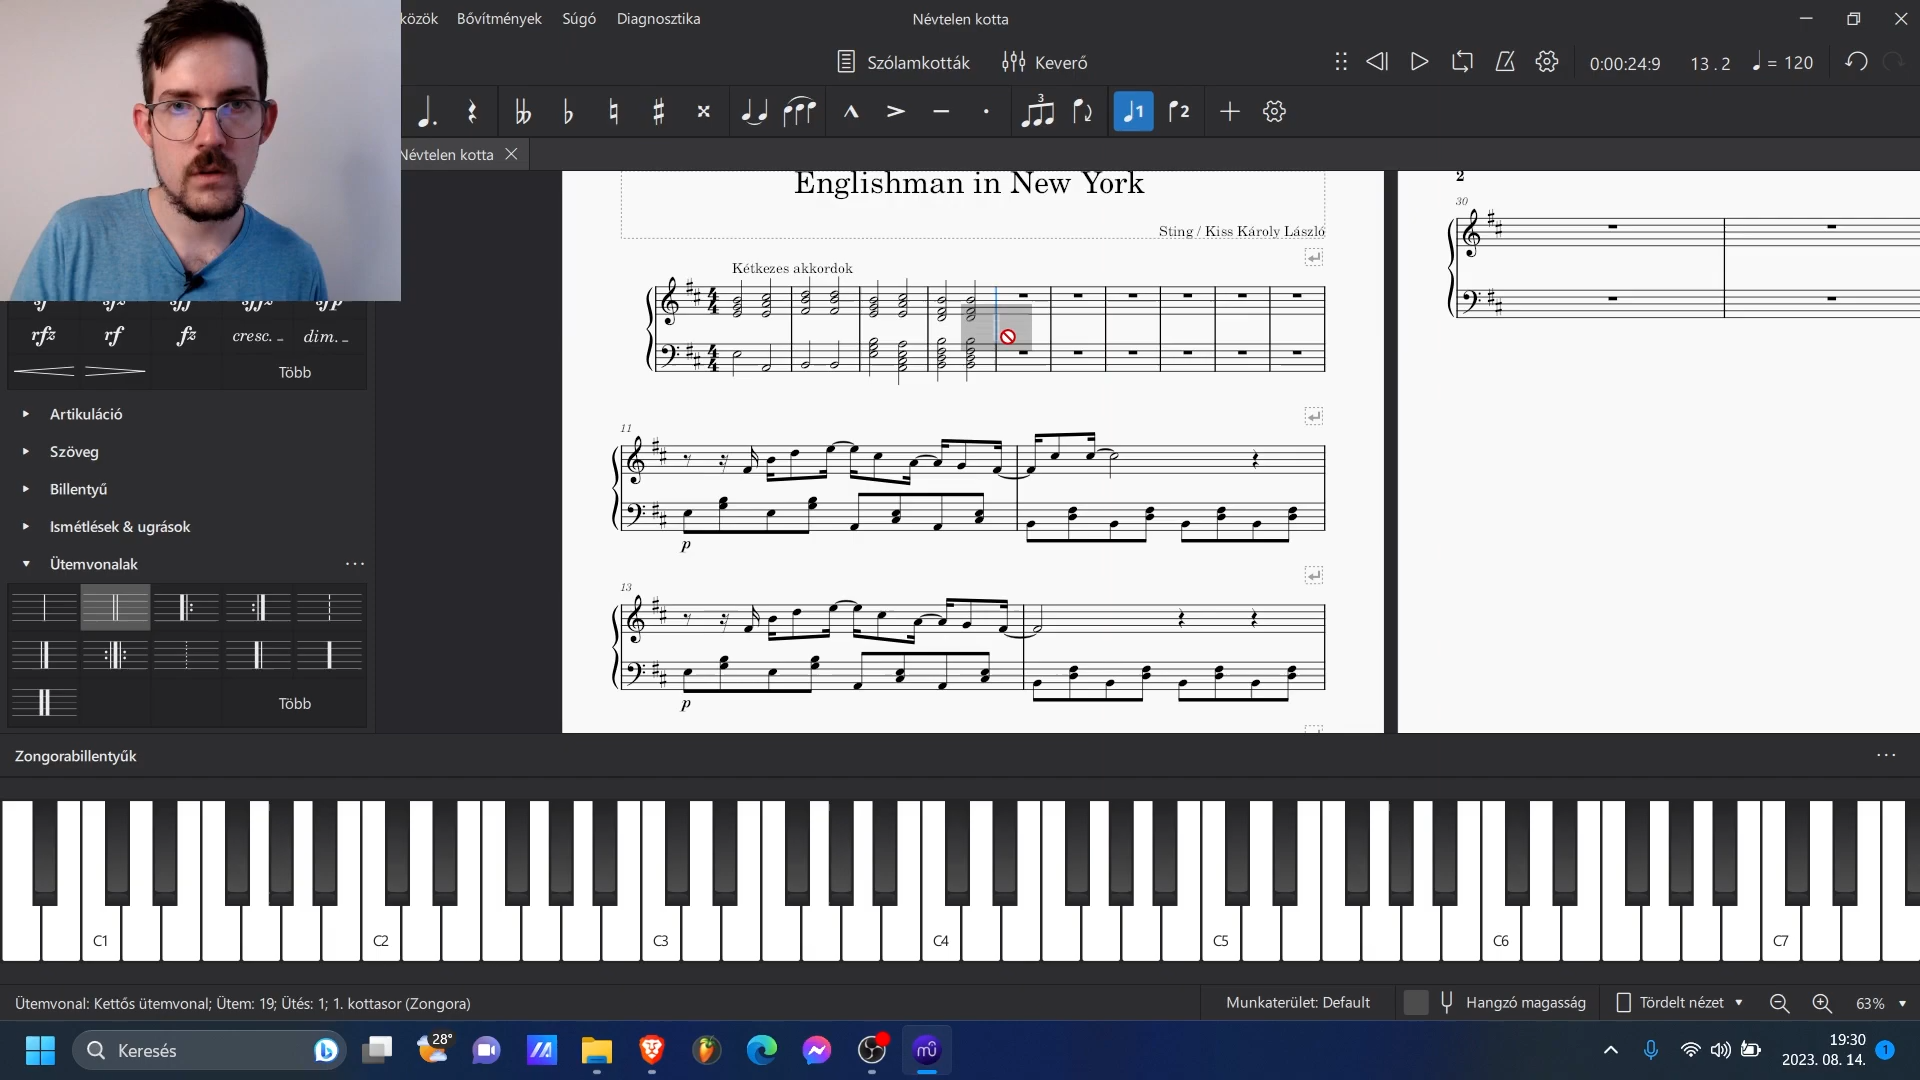 közök Bővítmények Súgó Diagnosztika Névtelen kotta
Szólamkották Keverő 0:00:24:9 13 . 2 = 120
3
1 2
Névtelen kotta
Englishman in New York
Sting / Kiss Károly László
Kétkezes akkordok
2
30
11
p
13
p
rfz rf fz cresc. _ dim. _
Több
Artikuláció
Szöveg
Billentyű
Ismétlések & ugrások
Ütemvonalak
Több
Zongorabillentyűk
C1 C2 C3 C4 C5 C6 C7
Ütemvonal: Kettős ütemvonal; Ütem: 19; Ütés: 1; 1. kottasor (Zongora)
Munkaterület: Default Hangzó magasság Tördelt nézet 63%
Keresés 28° 19:30
2023. 08. 14. 1